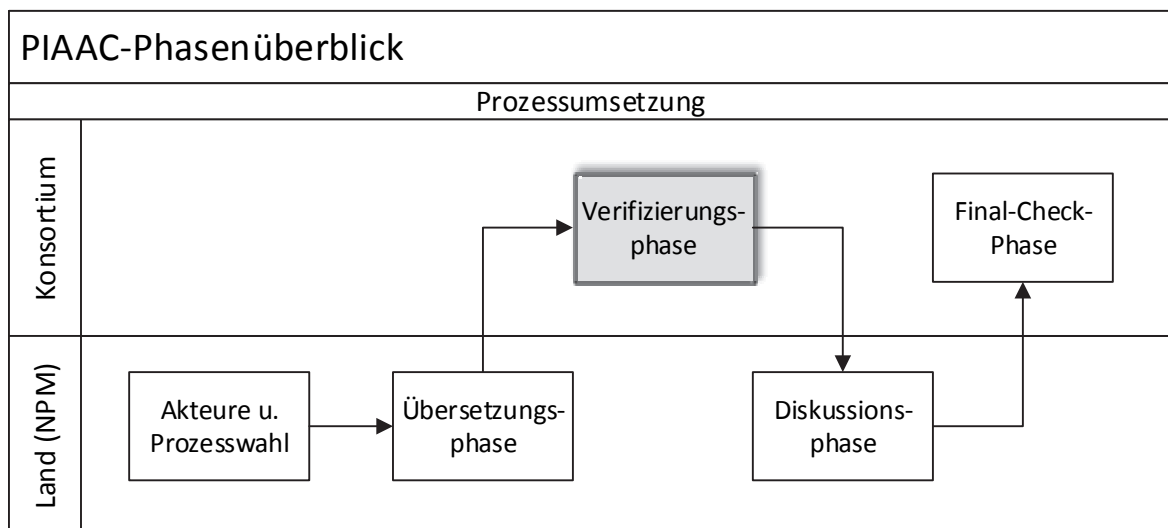 PIAAC-Phasenüberblick
Prozessumsetzung
Konsortium
Verifizierungs-
phase
Final-Check-
Phase
Land (NPM)
Akteure u.
Prozesswahl
Übersetzungs-
phase
Diskussions-
phase